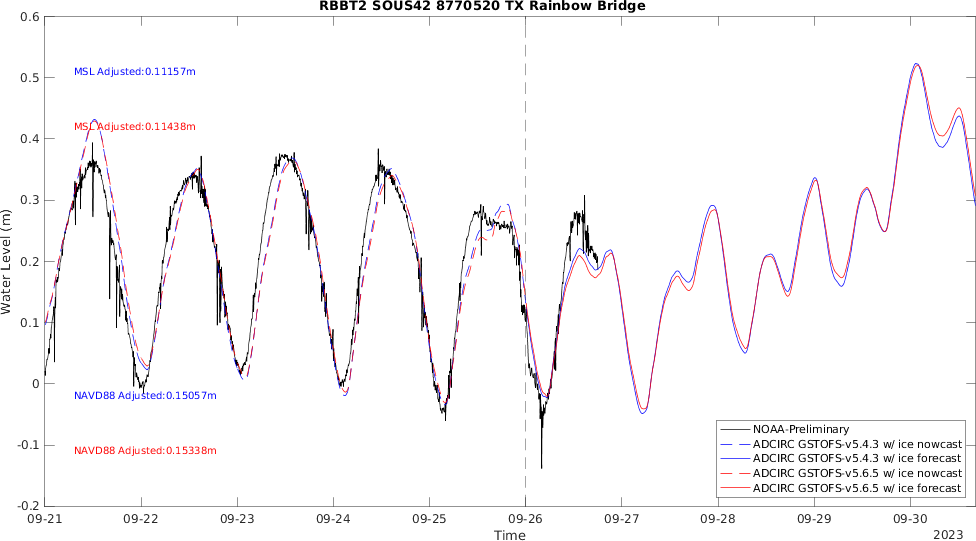 RBBT2 SOUS42 8770520 TX Rainbow Bridge
0.6
0.5
0.4
0.3
0.2
0.1
0
-0.1
-0.2
Water Level (m)
MSL Adjusted:0.11157m
MSL Adjusted:0.11438m
NAVD88 Adjusted:0.15057m
NAVD88 Adjusted:0.15338m
NOAA-Preliminary
ADCIRC GSTOFS-v5.4.3 w/ ice nowcast
ADCIRC GSTOFS-v5.4.3 w/ ice forecast
ADCIRC GSTOFS-v5.6.5 w/ ice nowcast
ADCIRC GSTOFS-v5.6.5 w/ ice forecast
09-21 09-22 09-23 09-24 09-25 09-26 09-27 09-28 09-29 09-30
Time
2023